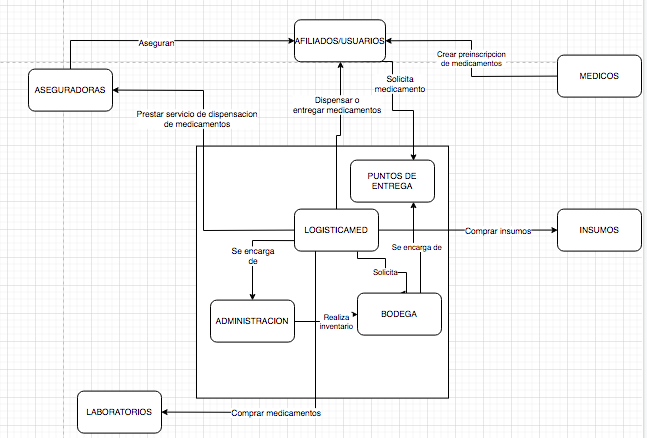 AFILIADOS/USUARIOS
Aseguran
Crear preinscripcion
de medicamentos
ASEGURADORAS
MEDICOS
Solicita
medicamento
Dispensar o
entregar medicamentos
Prestar servicio de dispensacion
de medicamentos
PUNTOS DE
ENTREGA
LOGISTICAMED
Comprar insumos
INSUMOS
Se encarga de
Se encarga
de
Solicita
ADMINISTRACION
Realiza
inventario
BODEGA
LABORATORIOS
Comprar medicamentos